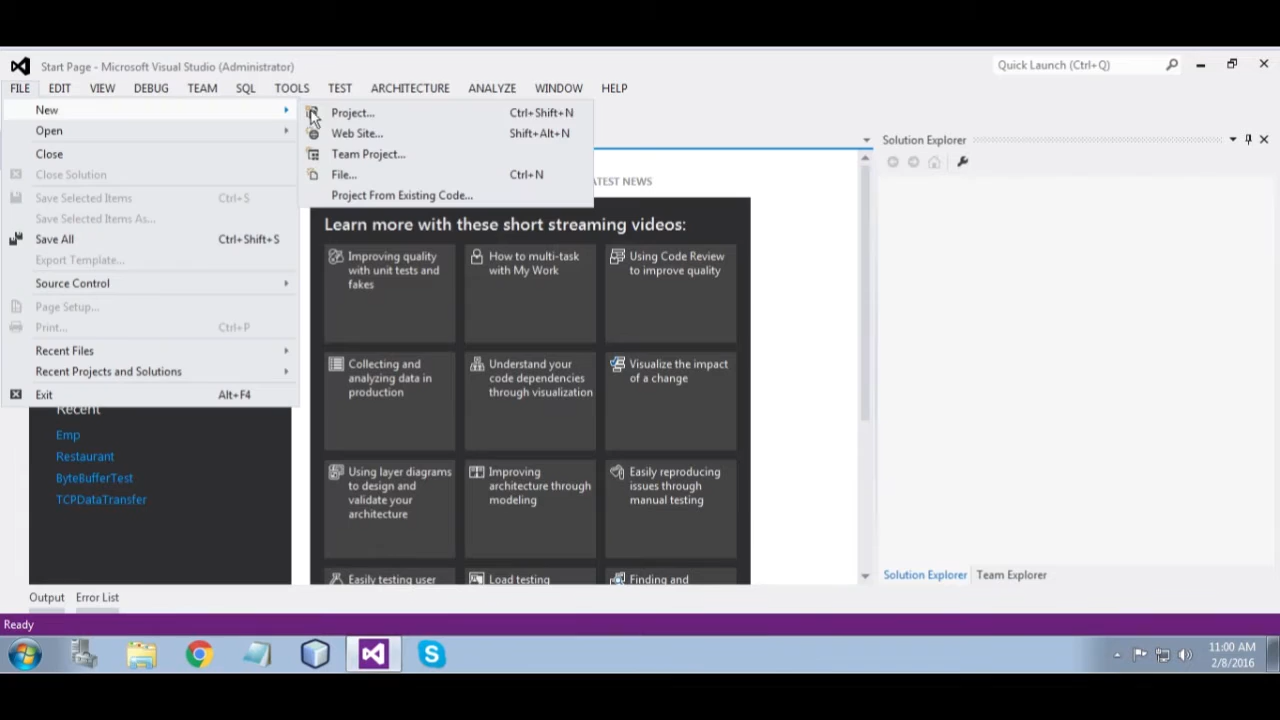 Start Page - Microsoft Visual Studio (Administrator)
Quick Launch (Ctrl+Q)
FILE EDIT VIEW DEBUG TEAM SQL TOOLS TEST ARCHITECTURE ANALYZE WINDOW HELP
New
Open
Close
Close Solution
Save Selected Items Ctrl+S
Save Selected Items As...
Save All Ctrl+Shift+S
Export Template...
Source Control
Page Setup...
Print... Ctrl+P
Recent Files
Recent Projects and Solutions
Exit Alt+F4
Project... Ctrl+Shift+N
Web Site... Shift+Alt+N
Team Project...
File... Ctrl+N
Project From Existing Code...
Recent
Emp
Restaurant
ByteBufferTest
TCPDataTransfer
NEWS
Learn more with these short streaming videos:
Improving quality
with unit tests and
fakes
How to multi-task
with My Work
Using Code Review
to improve quality
Collecting and
analyzing data in
production
Understand your
code dependencies
through visualization
Visualize the impact
of a change
Using layer diagrams
to design and
validate your
architecture
Improving
architecture through
modeling
Easily reproducing
issues through
manual testing
Easily testing user
Load testing
Finding and
Solution Explorer
Solution Explorer Team Explorer
Output Error List
Ready
11:00 AM
2/8/2016